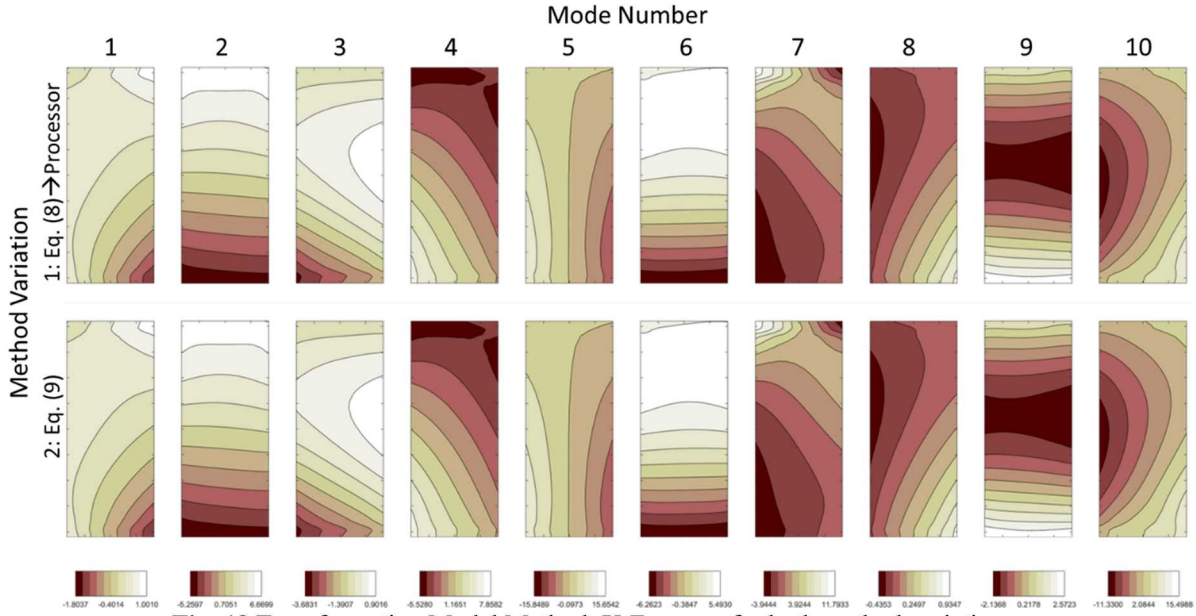 Mode Number
1 2 3 4 5 6 7 8 9 10
Method Variation
1: Eq. (8)→Processor
2: Eq. (9)
-1.8037 -0.4014 1.0010 -5.2597 0.7051 6.6699 -3.6831 -1.3907 0.9016 -5.5280 1.1651 7.8582 -15.8489 -0.0973 15.6542 -6.2623 -0.3847 5.4930 -3.9444 3.9244 11.7933 -0.4353 0.2497 0.9347 -2.1368 0.2178 2.5723 -11.3300 2.0844 15.4988